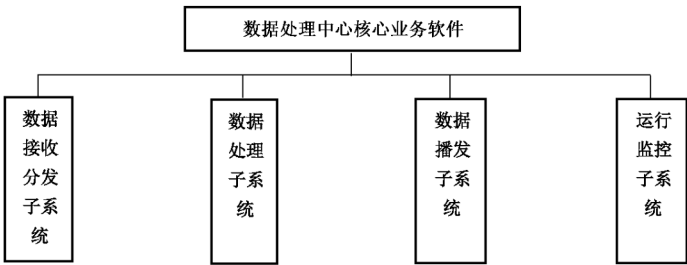 数据处理中心核心业务软件
数据
接收
分发
子系
统
数据
处理
子系
统
数据
播发
子系
统
运行
监控
子系
统